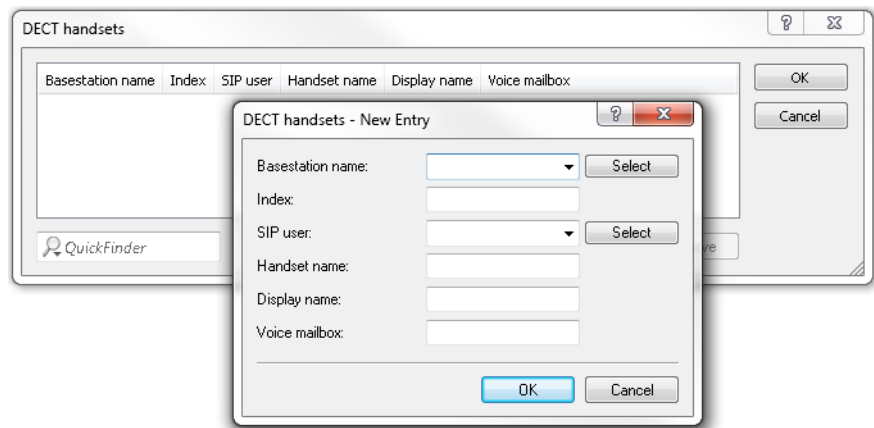 DECT handsets
Basestation name Index SIP user Handset name Display name Voice mailbox
OK
Cancel
QuickFinder
ve
DECT handsets - New Entry
Basestation name: Select
Index:
SIP user: Select
Handset name:
Display name:
Voice mailbox:
OK Cancel